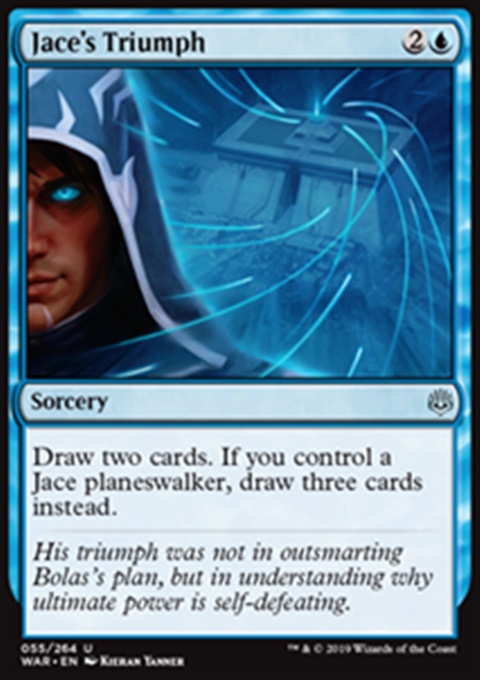 Jace's Triumph 2
Sorcery
Draw two cards. If you control a
Jace planeswalker, draw three cards
instead.
His triumph was not in outsmarting
Bolas's plan, but in understanding why
ultimate power is self-defeating.
055/264 U
WAR • EN Kieran Yanner
™ & © 2019 Wizards of the Coast